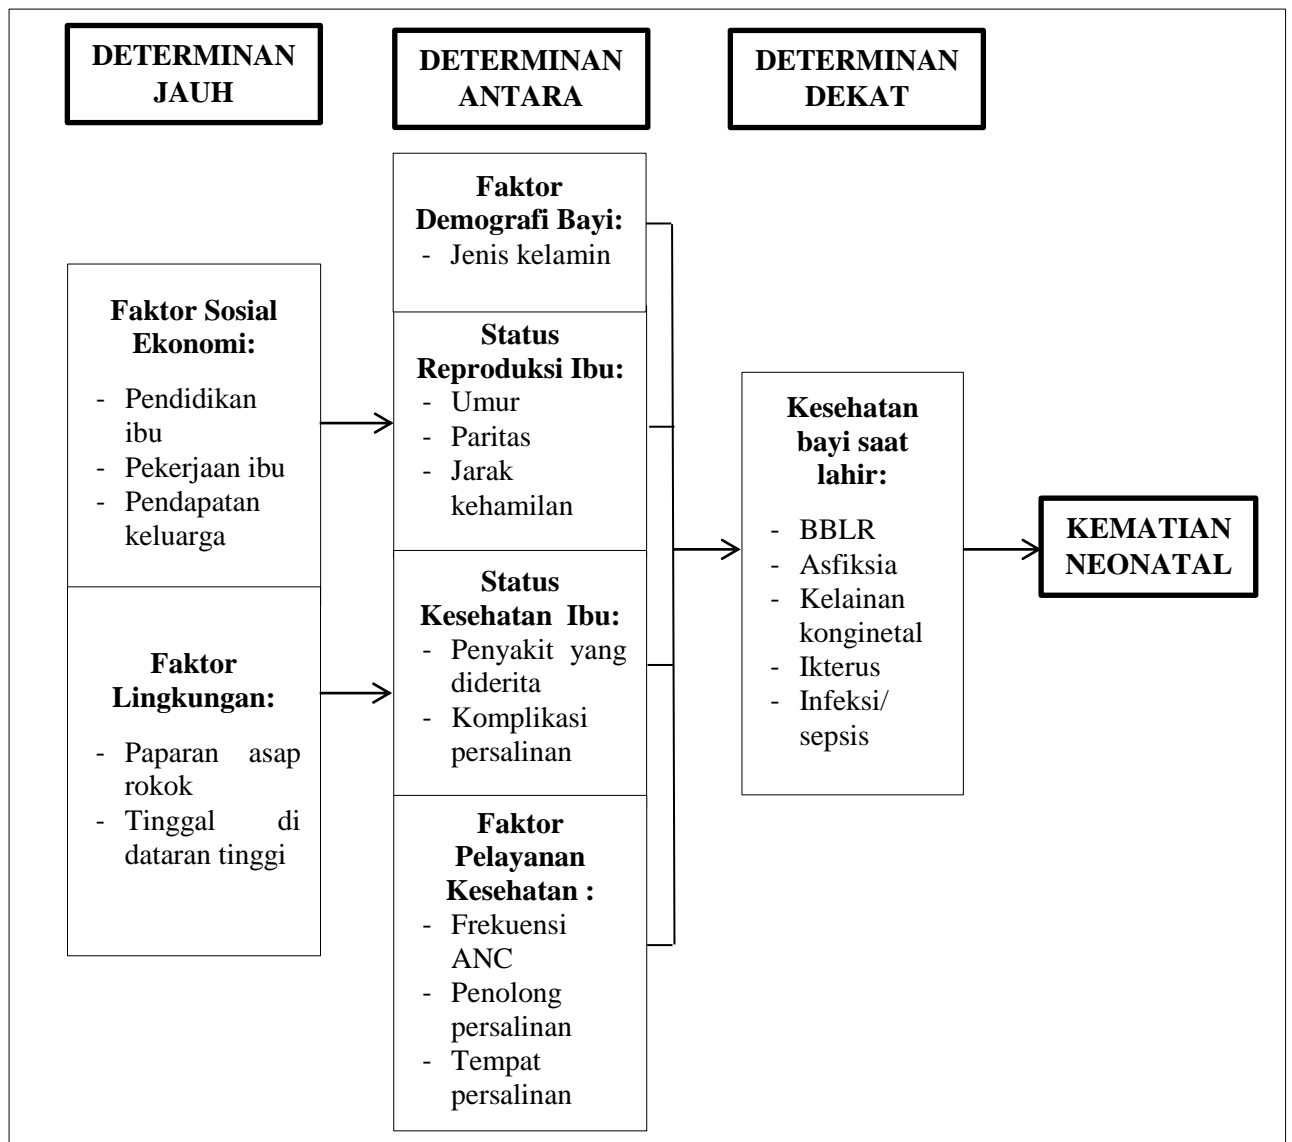 DETERMINAN
JAUH
DETERMINAN
ANTARA
DETERMINAN
DEKAT
Faktor Sosial
Ekonomi:
- Pendidikan
ibu
- Pekerjaan ibu
- Pendapatan
keluarga
Faktor
Lingkungan:
- Paparan asap
rokok
- Tinggal di
dataran tinggi
Faktor
Demografi Bayi:
- Jenis kelamin
Status
Reproduksi Ibu:
- Umur
- Paritas
- Jarak
kehamilan
Status
Kesehatan Ibu:
- Penyakit yang
diderita
- Komplikasi
persalinan
Faktor
Pelayanan
Kesehatan :
- Frekuensi
ANC
- Penolong
persalinan
- Tempat
persalinan
Kesehatan
bayi saat
lahir:
- BBLR
- Asfiksia
- Kelainan
konginetal
- Ikterus
- Infeksi/
sepsis
KEMATIAN
NEONATAL